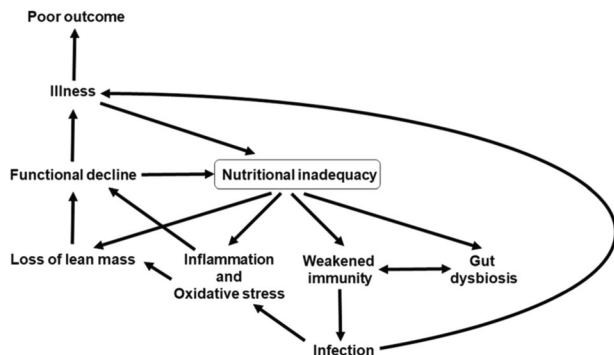 Poor outcome
Illness
Functional decline
Nutritional inadequacy
Loss of lean mass
Inflammation
and
Oxidative stress
Weakened
immunity
Gut
dysbiosis
Infection